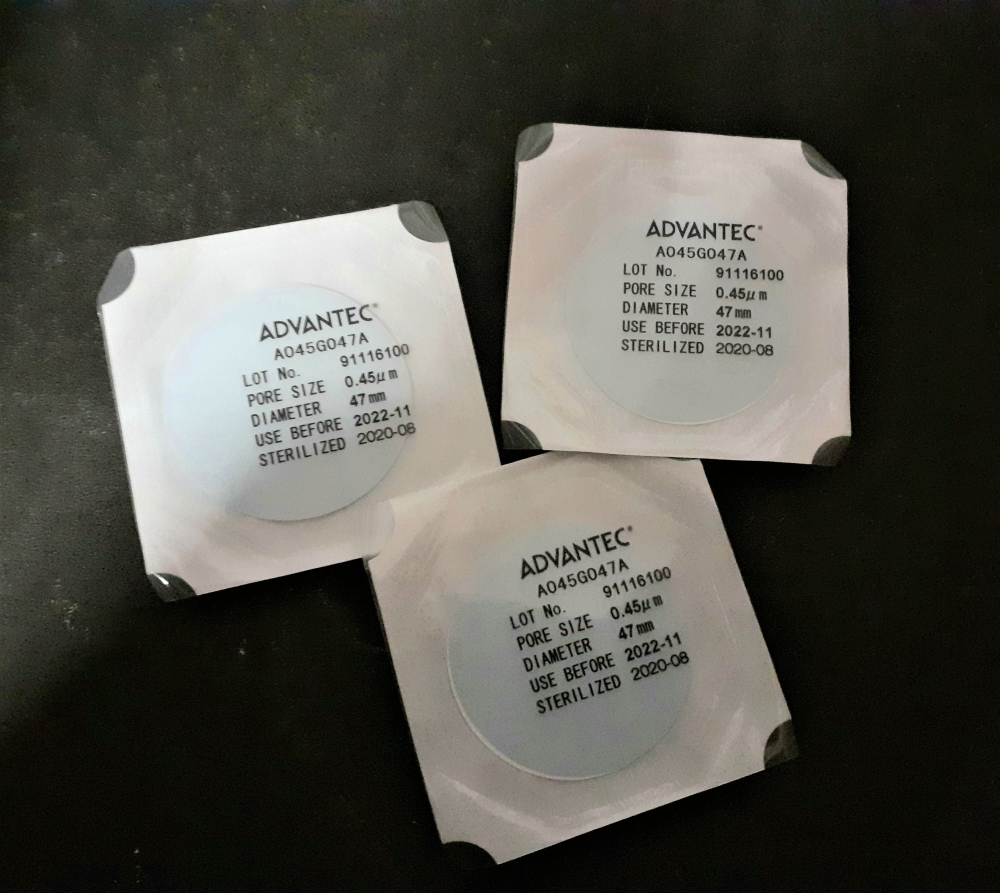 ADVANTEC®
A045G047A
LOT No. 91116100
PORE SIZE 0.45μm
DIAMETER 47mm
USE BEFORE 2022-11
STERILIZED 2020-08
ADVANTEC®
A045G047A
LOT No. 91116100
PORE SIZE 0.45μm
DIAMETER 47mm
USE BEFORE 2022-11
STERILIZED 2020-08
ADVANTEC®
A045G047A
LOT No. 91116100
PORE SIZE 0.45μm
DIAMETER 47mm
USE BEFORE 2022-11
STERILIZED 2020-08